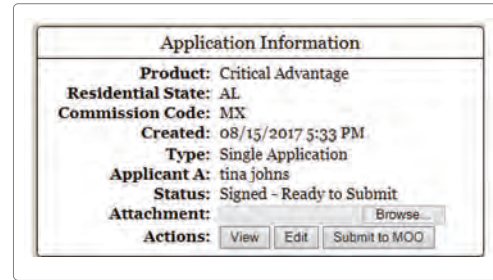 Application Information
Product: Critical Advantage
Residential State: AL
Commission Code: MX
Created: 08/15/2017 5:33 PM
Type: Single Application
Applicant A: tina johns
Status: Signed - Ready to Submit
Attachment: Browse...
Actions: View Edit Submit to MOO